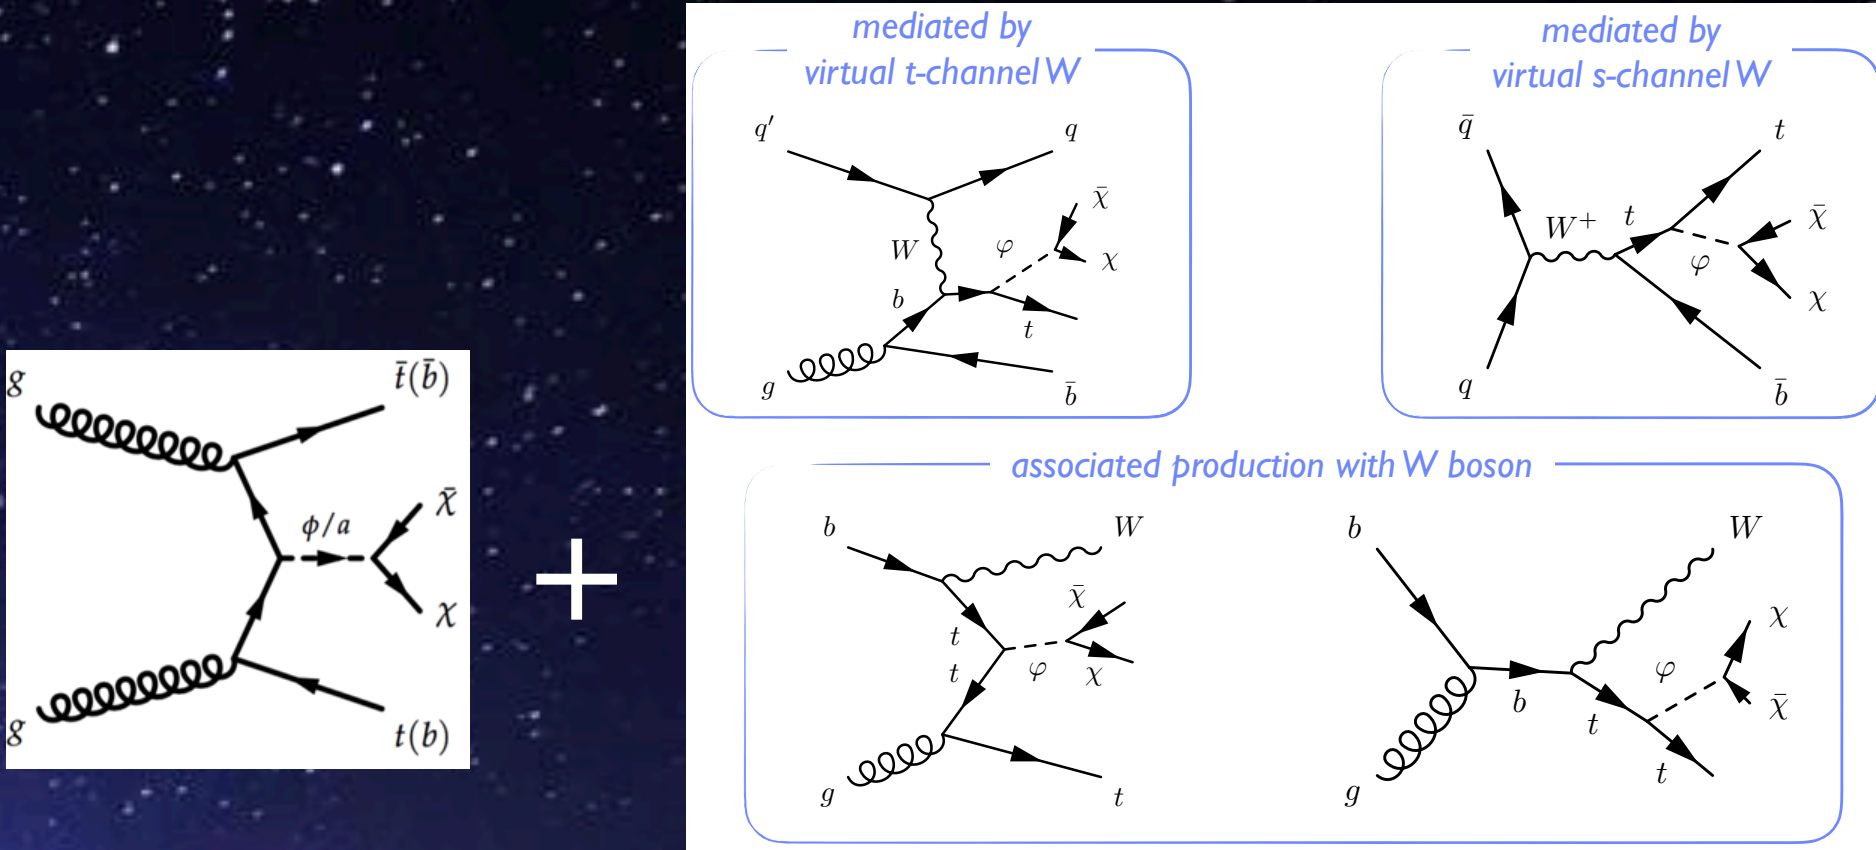 g
t̄(b̄)
χ̄
ϕ/a
χ
g
t(b)
+
mediated by
virtual t-channel W
q′
q
χ̄
W
φ
χ
b
t
g
b̄
mediated by
virtual s-channel W
q̄
t
W⁺
t
χ̄
φ
χ
q
b̄
associated production with W boson
b
W
χ̄
t
t
φ
χ
g
t
b
W
χ
φ
χ̄
b
t
t
g